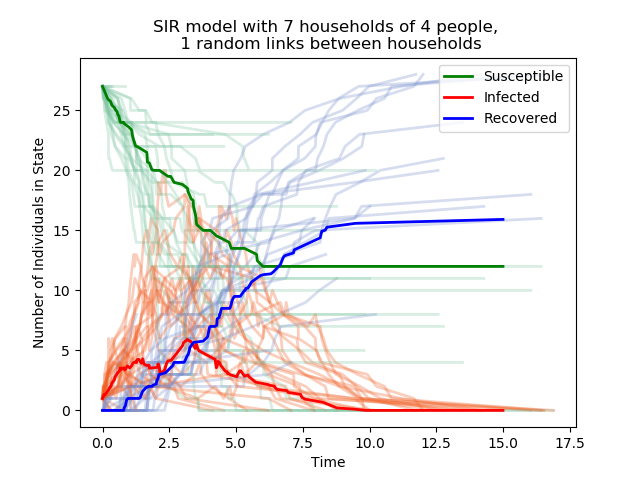 SIR model with 7 households of 4 people,
1 random links between households
Susceptible
Infected
Recovered
Number of Individuals in State
25
20
15
10
5
0
0.0 2.5 5.0 7.5 10.0 12.5 15.0 17.5
Time